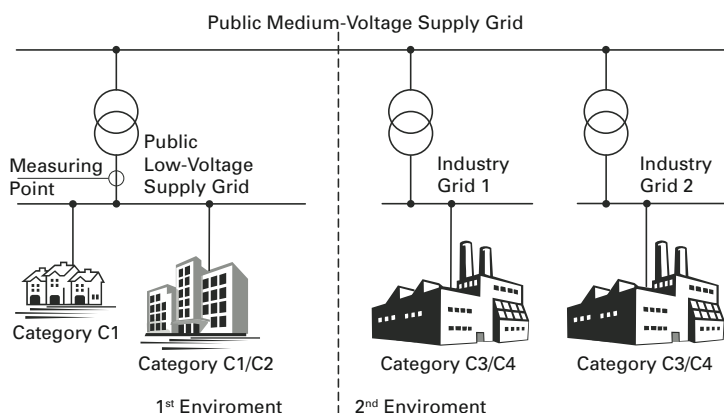 Public Medium-Voltage Supply Grid
Public
Low-Voltage
Supply Grid
Measuring
Point
Industry
Grid 1
Industry
Grid 2
Category C1
Category C1/C2
Category C3/C4
Category C3/C4
1st Enviroment
2nd Enviroment